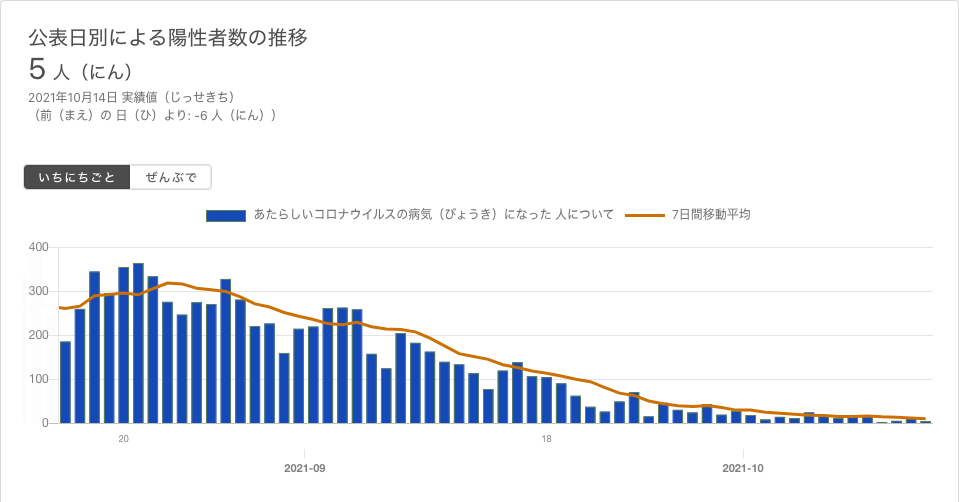 公表日別による陽性者数の推移
5 人（にん）
2021年10月14日 実績値（じっせきち）
（前（まえ）の 日（ひ）より: -6 人（にん））
いちにちごと ぜんぶで
あたらしいコロナウイルスの病気（びょうき）になった 人について 7日間移動平均
400
300
200
100
0
20 18
2021-09 2021-10